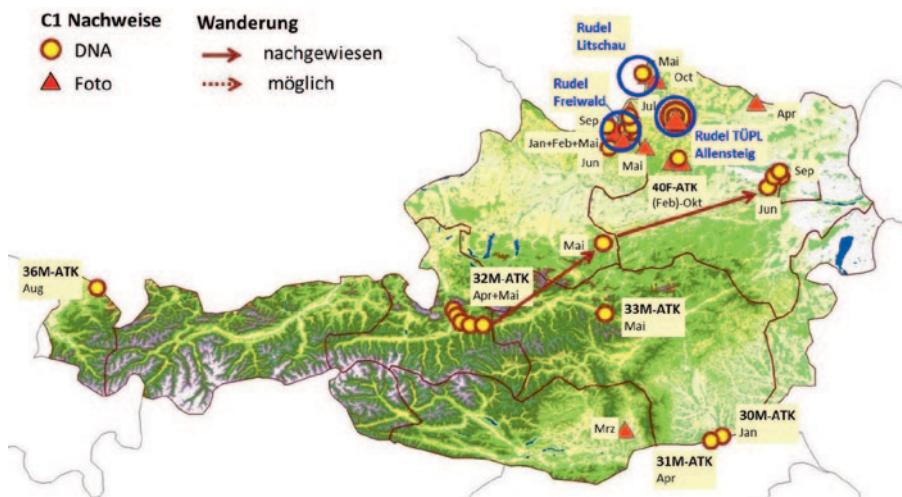 C1 Nachweise
DNA
Foto
Wanderung
nachgewiesen
möglich
Rudel
Litschau
Mai
Oct
Rudel
Freiwald
Jul
Apr
Sep
Jan+Feb+Mai
Jun
Mai
Rudel TÜPL
Allensteig
40F-ATK
(Feb)-Okt
Sep
Jun
Mai
36M-ATK
Aug
32M-ATK
Apr+Mai
33M-ATK
Mai
Mrz
30M-ATK
Jan
31M-ATK
Apr